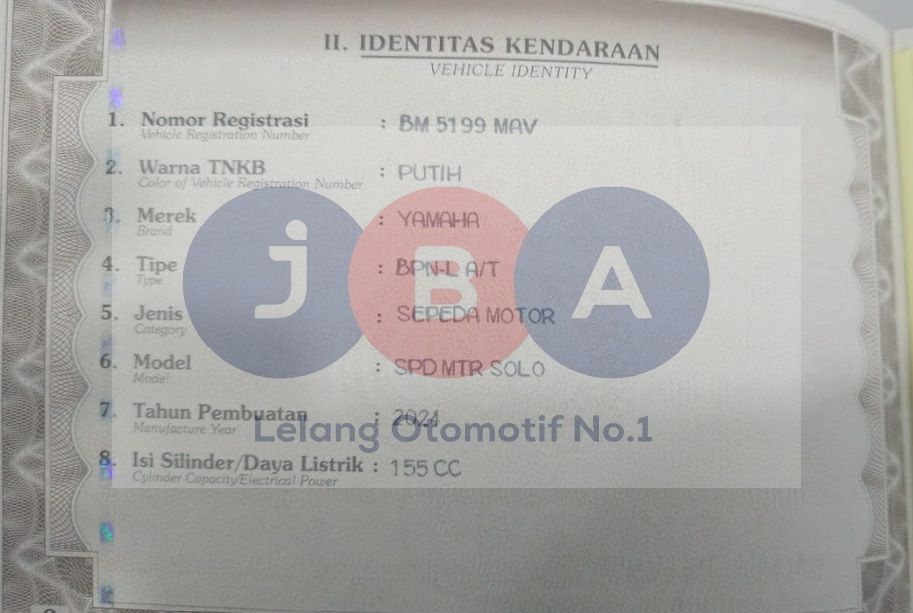 II. IDENTITAS KENDARAAN
VEHICLE IDENTITY
1. Nomor Registrasi : BM 5199 MAV
Vehicle Registration Number
2. Warna TNKB : PUTIH
Color of Vehicle Registration Number
3. Merek : YAMAHA
Brand
4. Tipe : BPN-L A/T
Type
5. Jenis : SEPEDA MOTOR
Category
6. Model : SPD MTR SOLO
Model
7. Tahun Pembuatan : 2024
Manufacture Year
8. Isi Silinder/Daya Listrik : 155 CC
Cylinder Capacity/Electrical Power
jBA
Lelang Otomotif No.1